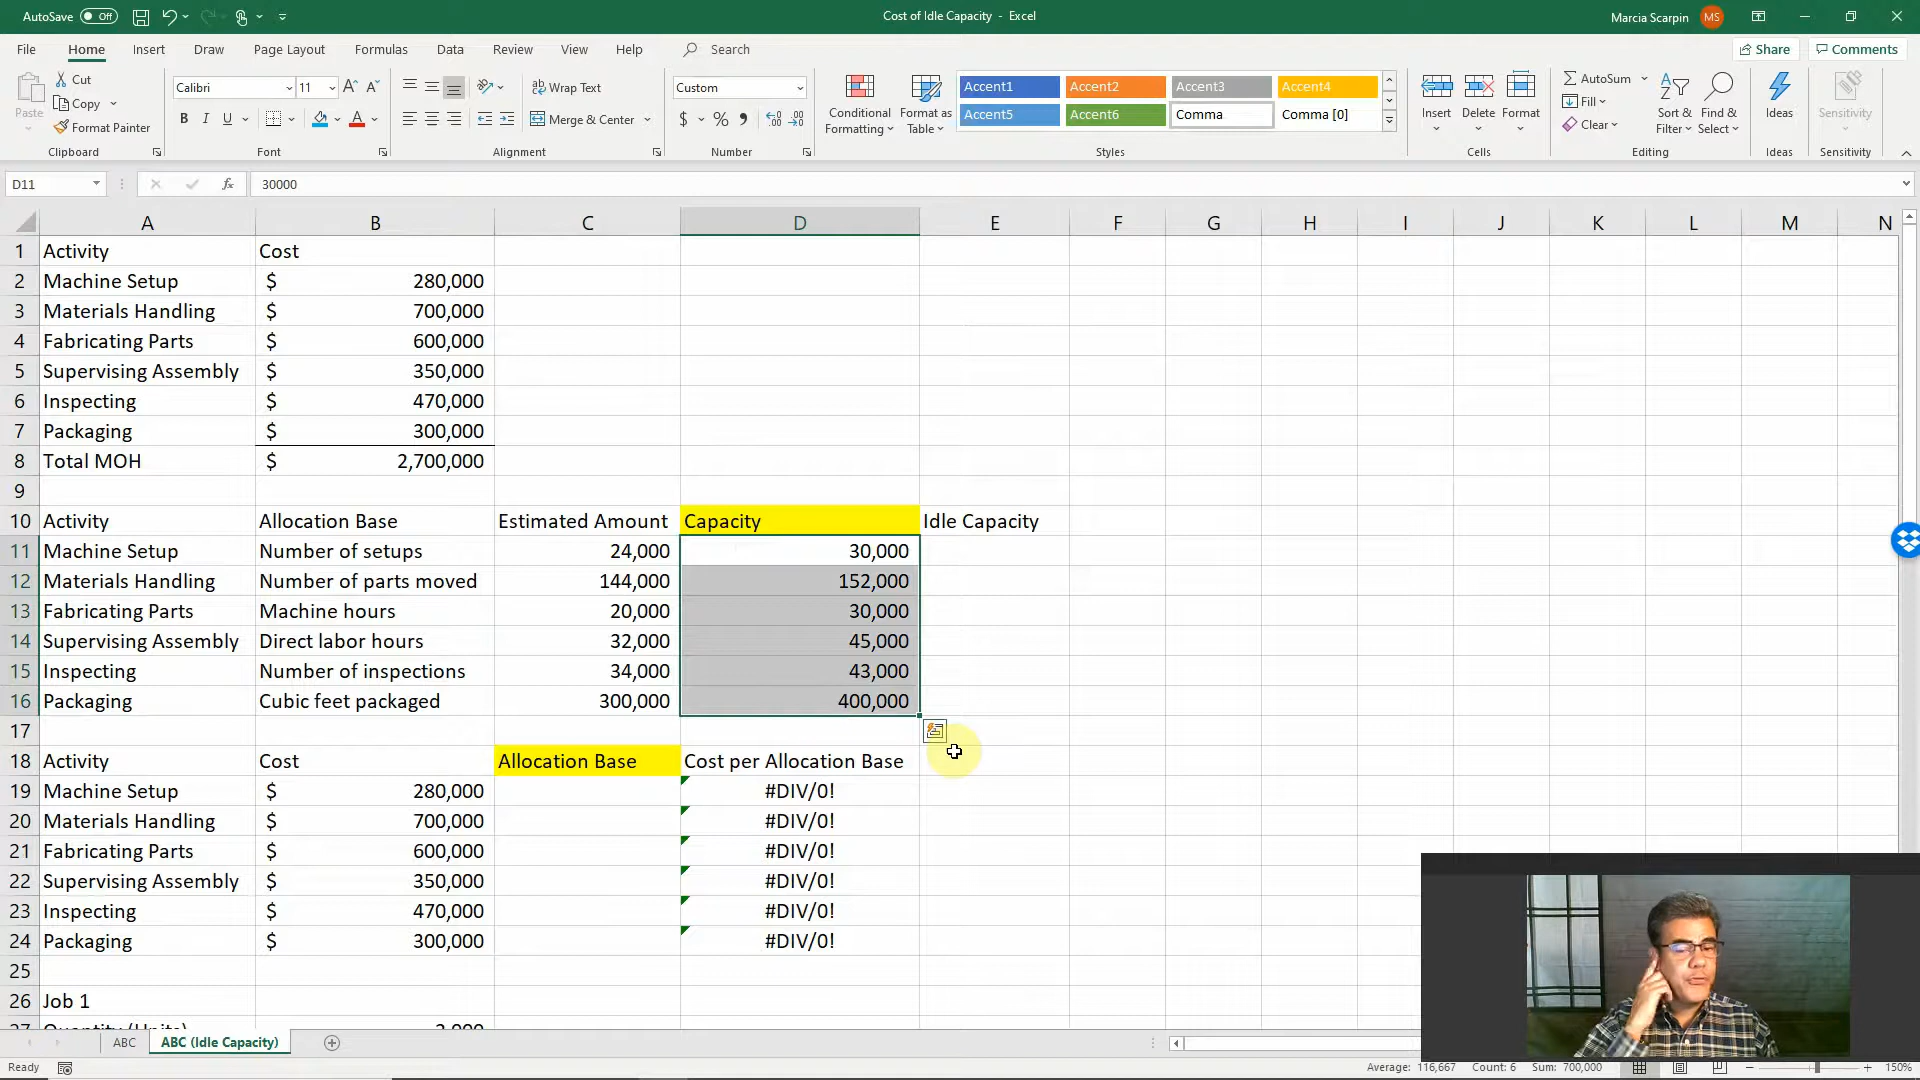 AutoSave Off
Cost of Idle Capacity - Excel
Marcia Scarpin MS
File Home Insert Draw Page Layout Formulas Data Review View Help Search
Share Comments
Paste Cut Copy Format Painter
Calibri 11
B I U
Wrap Text
Merge & Center
Custom
$ % 9
Conditional Formatting
Format as Table
Accent1 Accent2 Accent3 Accent4
Accent5 Accent6 Comma Comma [0]
Insert Delete Format
AutoSum Fill Clear
Sort & Filter
Find & Select
Ideas
Sensitivity
Clipboard Font Alignment Number Styles Cells Editing Ideas Sensitivity
D11 fx 30000
A B C D E F G H I J K L M N
1 Activity Cost
2 Machine Setup $ 280,000
3 Materials Handling $ 700,000
4 Fabricating Parts $ 600,000
5 Supervising Assembly $ 350,000
6 Inspecting $ 470,000
7 Packaging $ 300,000
8 Total MOH $ 2,700,000
9
10 Activity Allocation Base Estimated Amount Capacity Idle Capacity
11 Machine Setup Number of setups 24,000 30,000
12 Materials Handling Number of parts moved 144,000 152,000
13 Fabricating Parts Machine hours 20,000 30,000
14 Supervising Assembly Direct labor hours 32,000 45,000
15 Inspecting Number of inspections 34,000 43,000
16 Packaging Cubic feet packaged 300,000 400,000
17
18 Activity Cost Allocation Base Cost per Allocation Base
19 Machine Setup $ 280,000 #DIV/0!
20 Materials Handling $ 700,000 #DIV/0!
21 Fabricating Parts $ 600,000 #DIV/0!
22 Supervising Assembly $ 350,000 #DIV/0!
23 Inspecting $ 470,000 #DIV/0!
24 Packaging $ 300,000 #DIV/0!
25
26 Job 1
27 Quantity (Units)
ABC ABC (Idle Capacity)
Ready
Average: 116,667 Count: 6 Sum: 700,000
150%